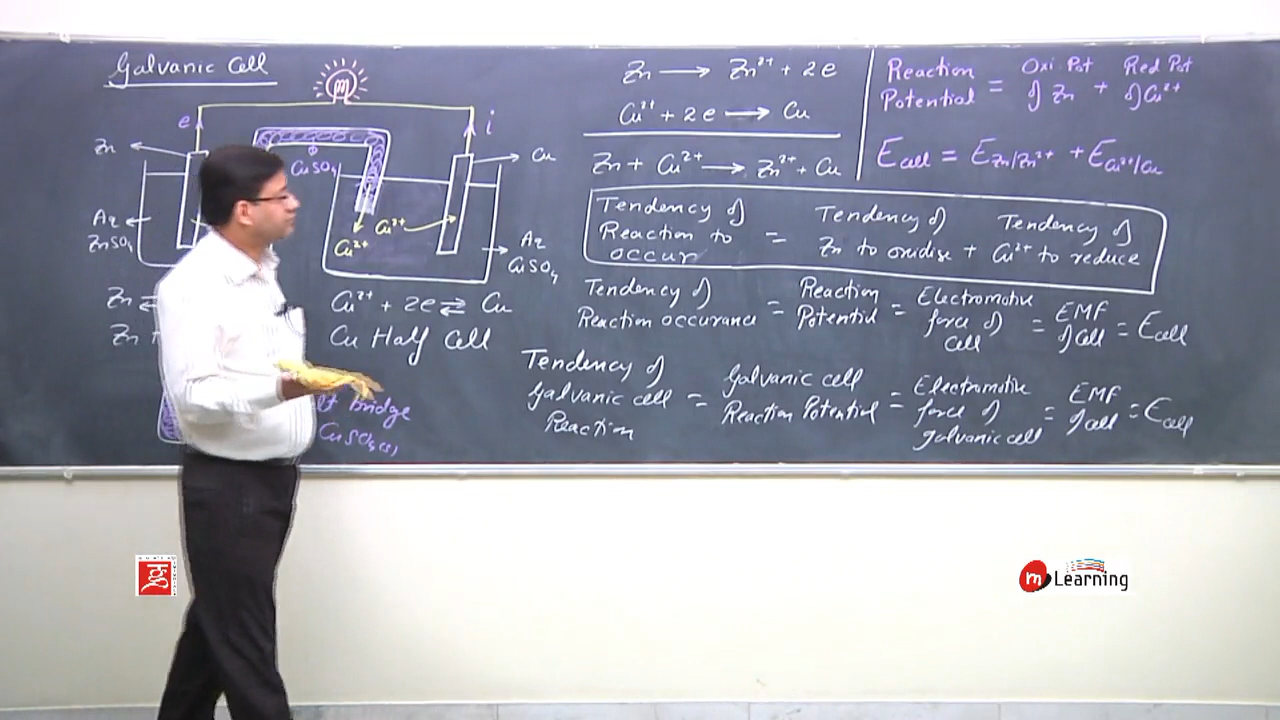 Galvanic Cell
e
i
Zn
CuSO4
Cu
Aq
ZnSO4
Cu²⁺
Cu²⁺
Aq
CuSO4
Zn ⇌
Cu²⁺ + 2e ⇌ Cu
Zn
Cu Half Cell
bridge
CuSO4(s)
Zn → Zn²⁺ + 2e
Cu²⁺ + 2e → Cu
Zn + Cu²⁺ → Zn²⁺ + Cu
Reaction Potential = Oxi. Pot of Zn + Red Pot of Cu²⁺
Ecell = EZn/Zn²⁺ + ECu²⁺/Cu
Tendency of Reaction to occur = Tendency of Zn to oxidise + Tendency of Cu²⁺ to reduce
Tendency of Reaction occurance = Reaction Potential = Electromotive force of cell = EMF of cell = Ecell
Tendency of galvanic cell Reaction = Galvanic cell Reaction Potential = Electromotive force of galvanic cell = EMF of cell = Ecell
m Learning